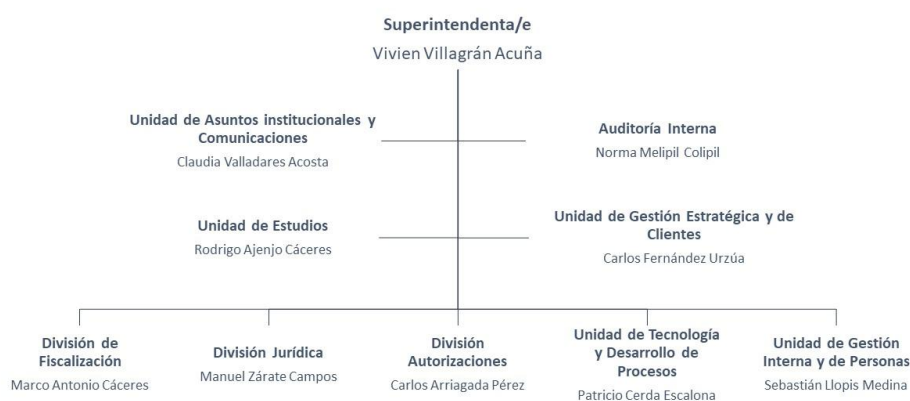 Superintendenta/e
Vivien Villagrán Acuña
Unidad de Asuntos institucionales y
Comunicaciones
Claudia Valladares Acosta
Auditoría Interna
Norma Melipil Colipil
Unidad de Estudios
Rodrigo Ajenjo Cáceres
Unidad de Gestión Estratégica y de
Clientes
Carlos Fernández Urzúa
División de
Fiscalización
Marco Antonio Cáceres
División Jurídica
Manuel Zárate Campos
División
Autorizaciones
Carlos Arriagada Pérez
Unidad de Tecnología
y Desarrollo de
Procesos
Patricio Cerda Escalona
Unidad de Gestión
Interna y de Personas
Sebastián Llopis Medina